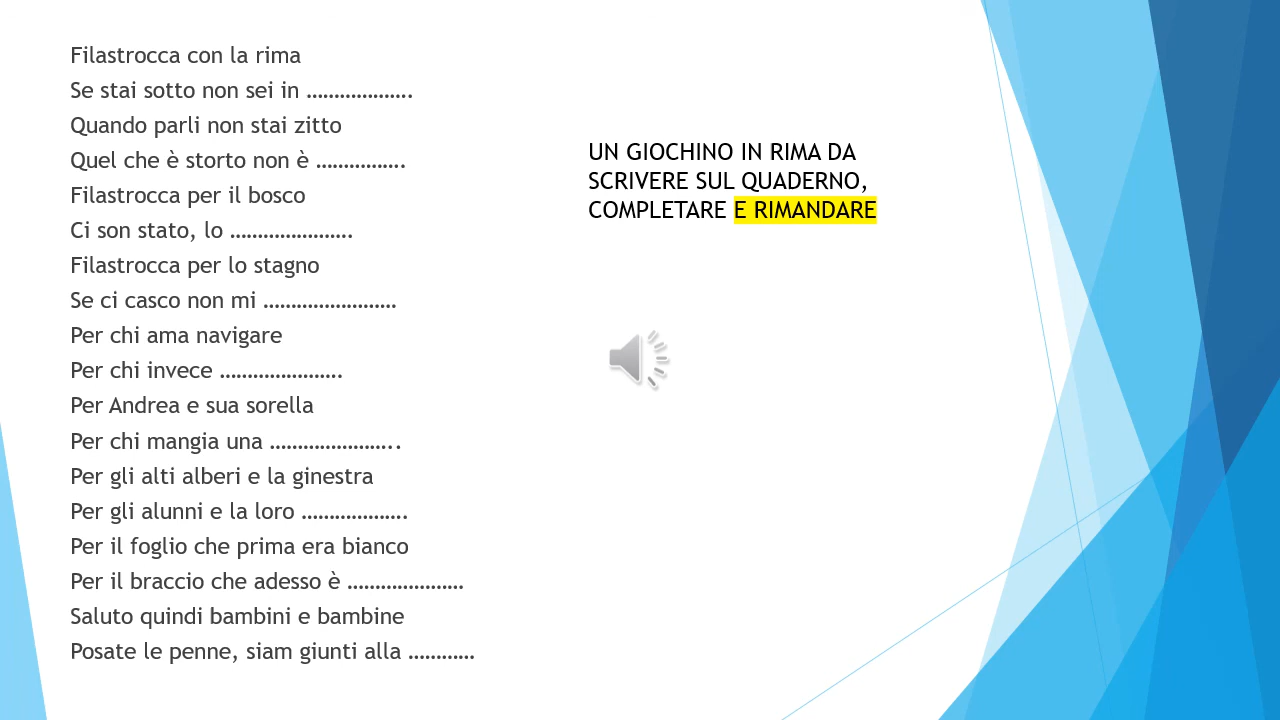 Filastrocca con la rima
Se stai sotto non sei in ……………….
Quando parli non stai zitto
Quel che è storto non è …………….
Filastrocca per il bosco
Ci son stato, lo ………………….
Filastrocca per lo stagno
Se ci casco non mi ……………………
Per chi ama navigare
Per chi invece ………………….
Per Andrea e sua sorella
Per chi mangia una …………………..
Per gli alti alberi e la ginestra
Per gli alunni e la loro ……………….
Per il foglio che prima era bianco
Per il braccio che adesso è …………………
Saluto quindi bambini e bambine
Posate le penne, siam giunti alla …………
UN GIOCHINO IN RIMA DA
SCRIVERE SUL QUADERNO,
COMPLETARE E RIMANDARE